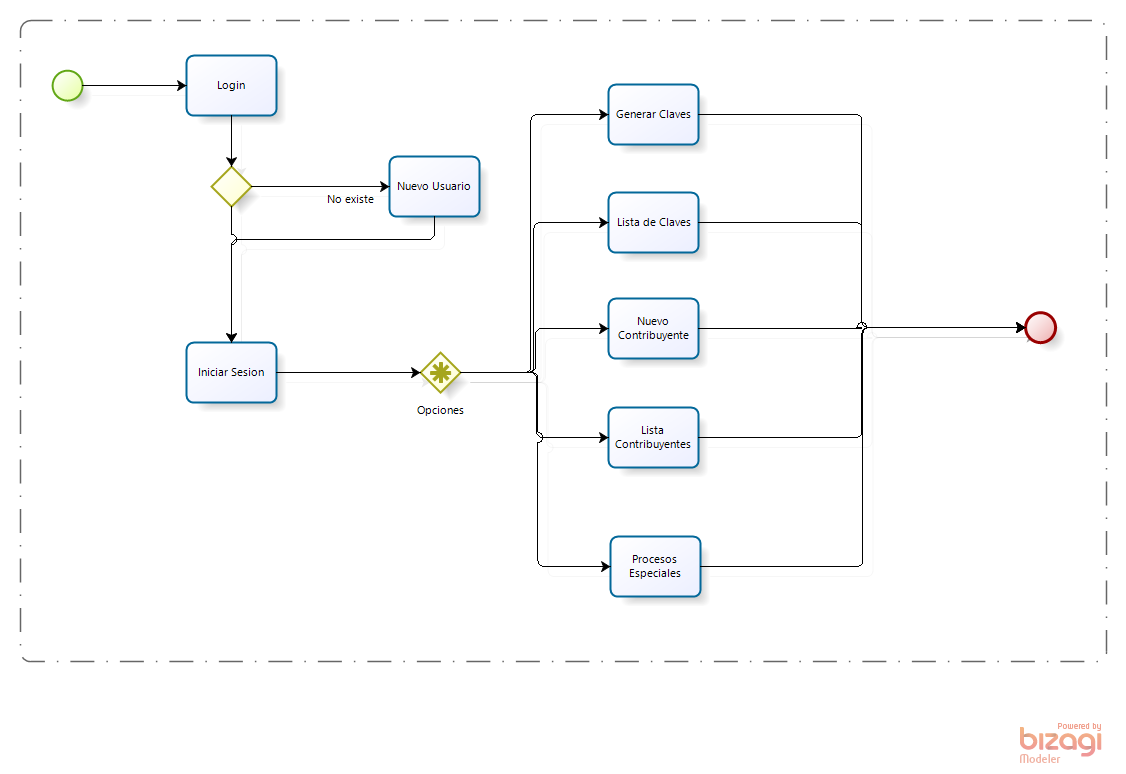 Login
No existe
Nuevo Usuario
Iniciar Sesion
Opciones
Generar Claves
Lista de Claves
Nuevo
Contribuyente
Lista
Contribuyentes
Procesos
Especiales
Powered by
bizagi
Modeler